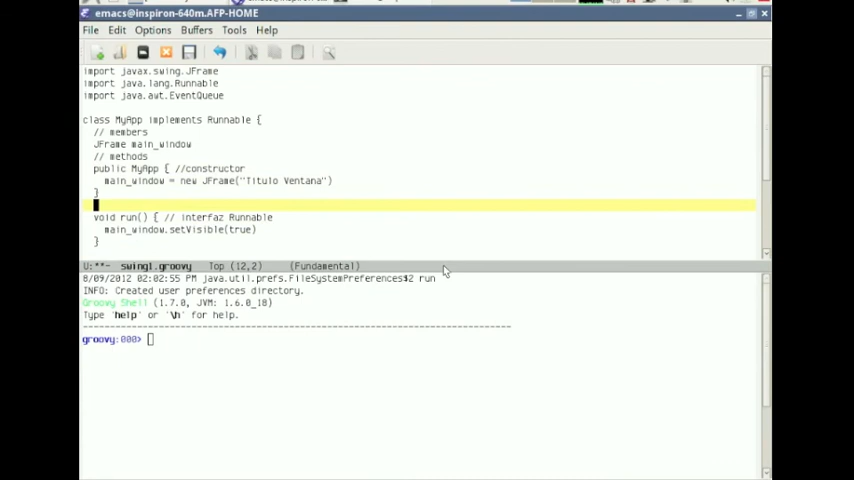 emacs@inspiron-640m.AFP-HOME
File Edit Options Buffers Tools Help
import javax.swing.JFrame
import java.lang.Runnable
import java.awt.EventQueue
class MyApp implements Runnable {
// members
JFrame main_window
// methods
public MyApp { //constructor
main_window = new JFrame("Titulo Ventana")
}
void run() { // interfaz Runnable
main_window.setVisible(true)
}
U:**- swing1.groovy Top (12,2) (Fundamental)
8/09/2012 02:02:55 PM java.util.prefs.FileSystemPreferences$2 run
INFO: Created user preferences directory.
Groovy Shell (1.7.0, JVM: 1.6.0_18)
Type 'help' or '\h' for help.
groovy:000>